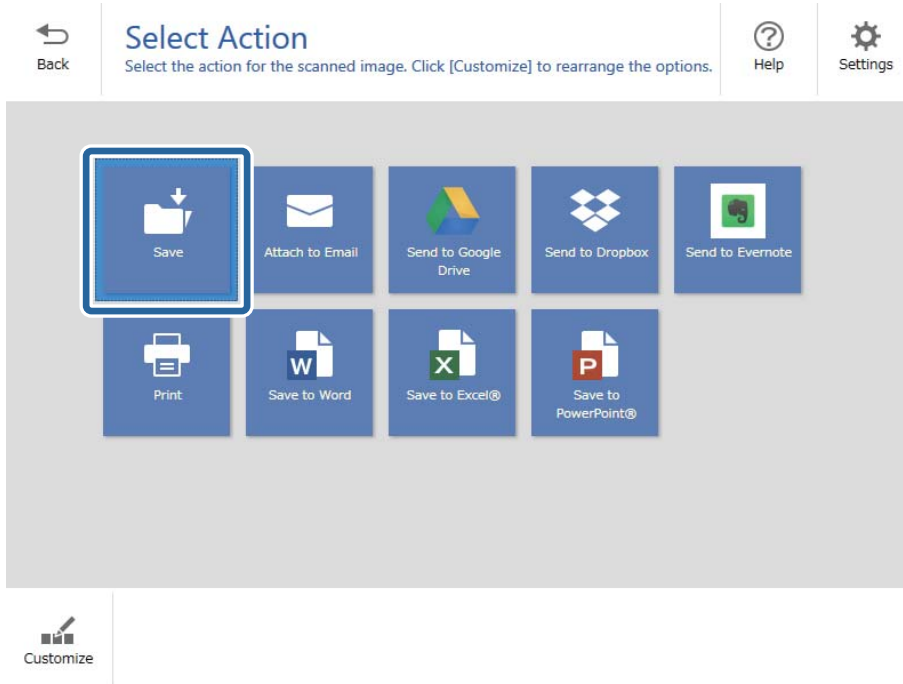 Back
Select Action
Select the action for the scanned image. Click [Customize] to rearrange the options.
Help
Settings
Save
Attach to Email
Send to Google
Drive
Send to Dropbox
Send to Evernote
Print
W
Save to Word
X
Save to Excel®
P
Save to
PowerPoint®
Customize